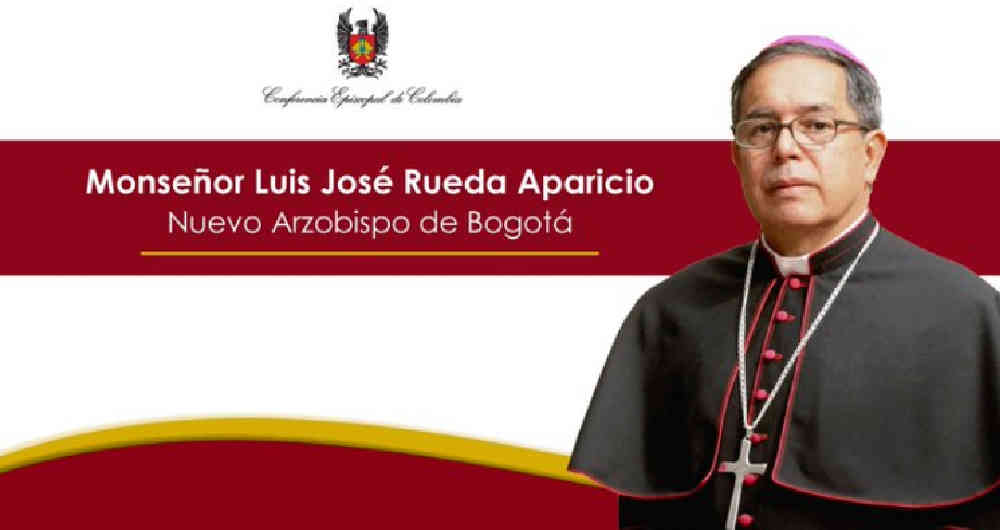 Conferencia Episcopal de Colombia
Monseñor Luis José Rueda Aparicio
Nuevo Arzobispo de Bogotá